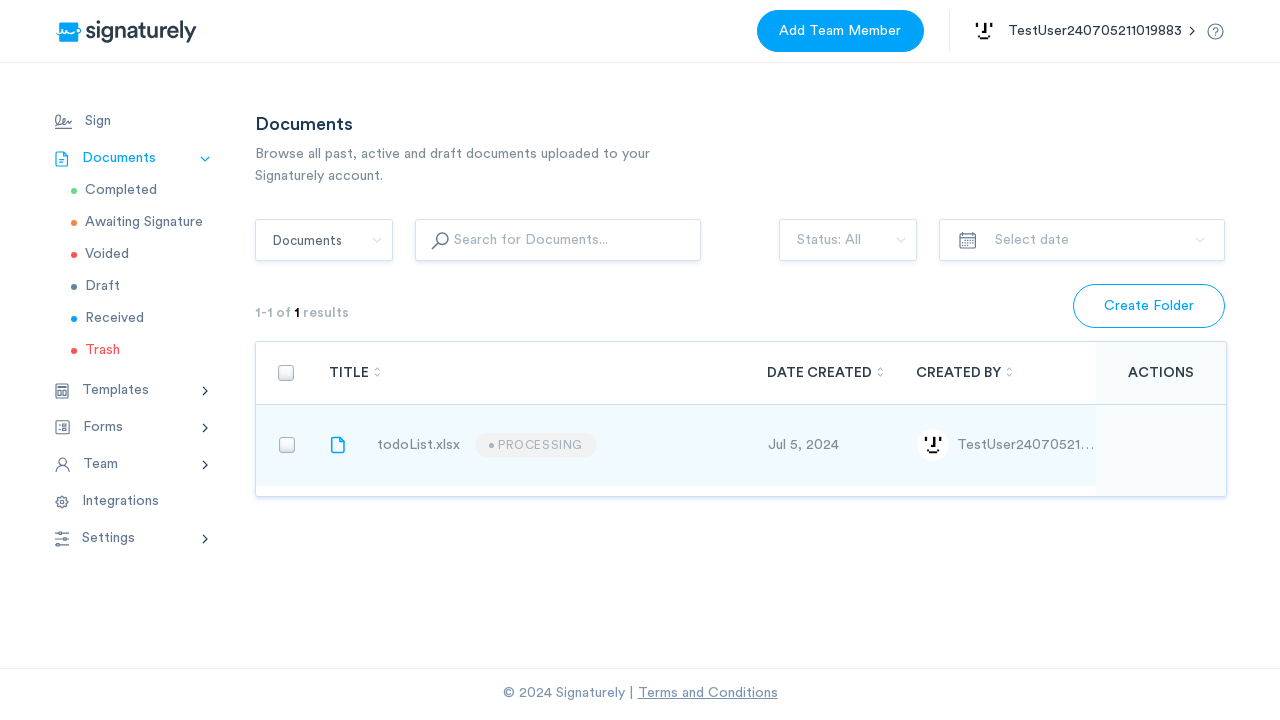 signaturely
Add Team Member
TestUser240705211019883
Sign
Documents
Completed
Awaiting Signature
Voided
Draft
Received
Trash
Templates
Forms
Team
Integrations
Settings
Documents
Browse all past, active and draft documents uploaded to your
Signaturely account.
Documents
Search for Documents...
Status: All
Select date
1-1 of 1 results
Create Folder
TITLE DATE CREATED CREATED BY ACTIONS
todoList.xlsx PROCESSING Jul 5, 2024 TestUser24070521...
© 2024 Signaturely | Terms and Conditions